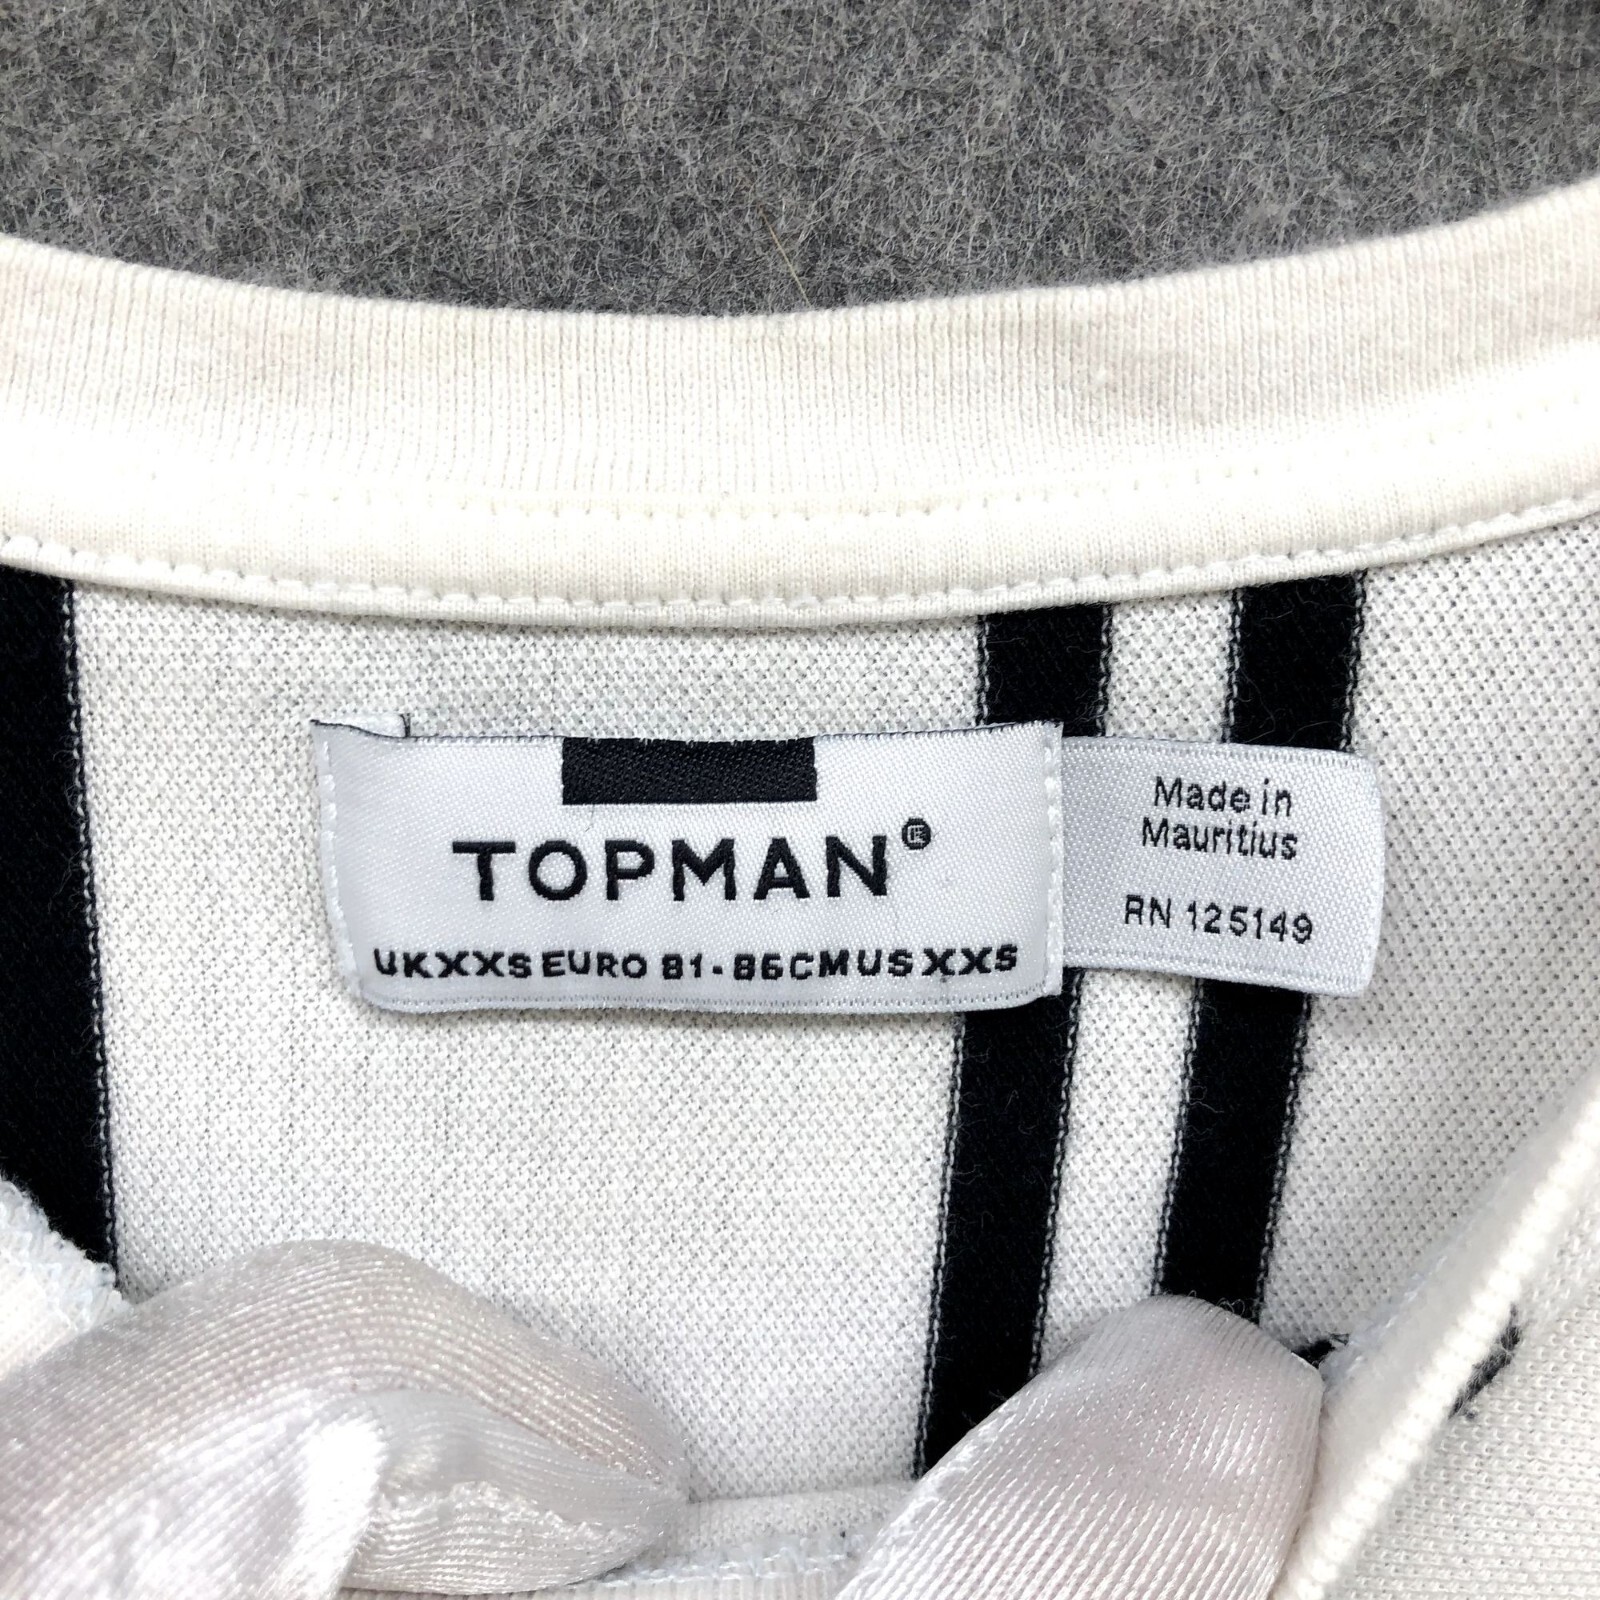 TOPMAN®
UK XXS EURO 81-86CM US XXS
Made in
Mauritius
RN 125149